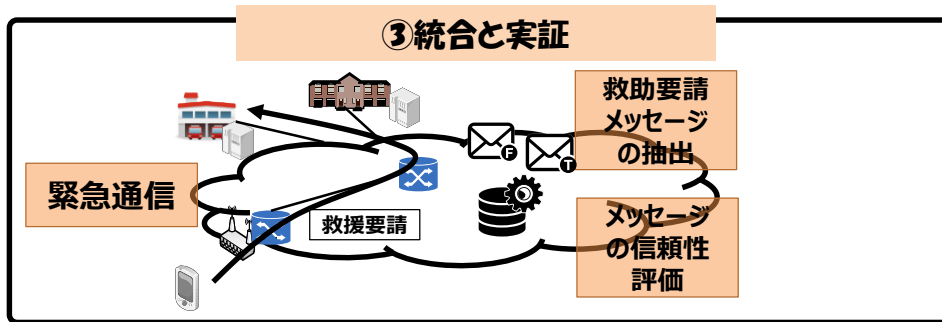 ③統合と実証
救助要請
メッセージ
の抽出
F
T
緊急通信
救援要請
メッセージ
の信頼性
評価